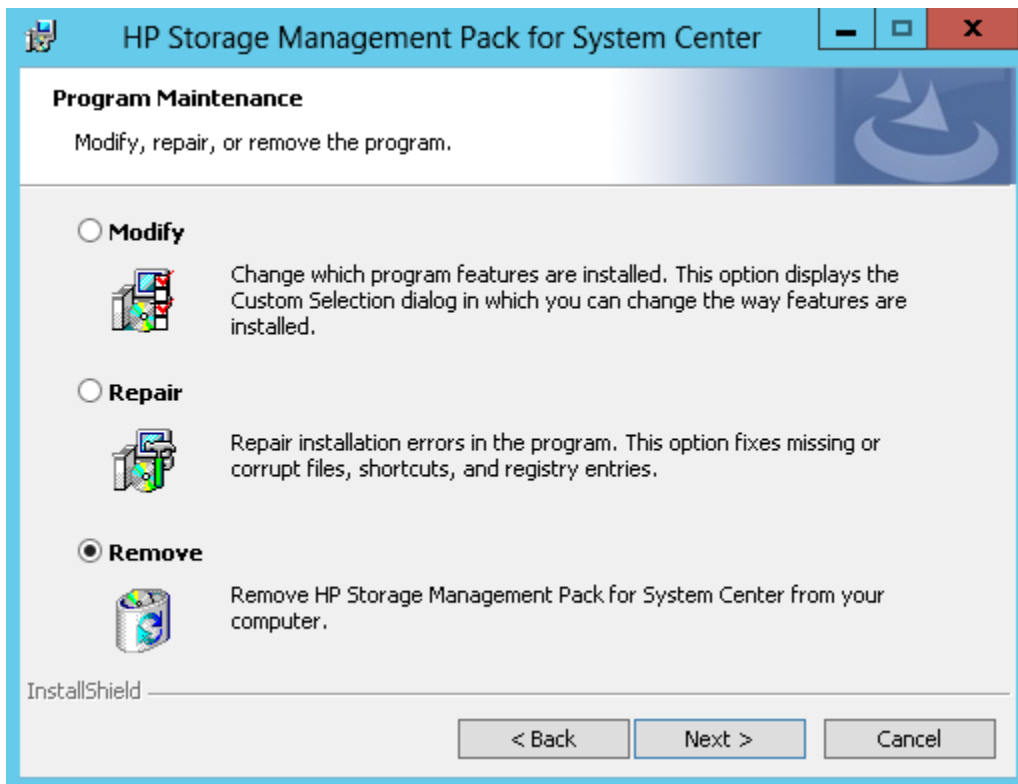 HP Storage Management Pack for System Center
Program Maintenance
Modify, repair, or remove the program.
Modify
Change which program features are installed. This option displays the
Custom Selection dialog in which you can change the way features are
installed.
Repair
Repair installation errors in the program. This option fixes missing or
corrupt files, shortcuts, and registry entries.
Remove
Remove HP Storage Management Pack for System Center from your
computer.
InstallShield
< Back
Next >
Cancel